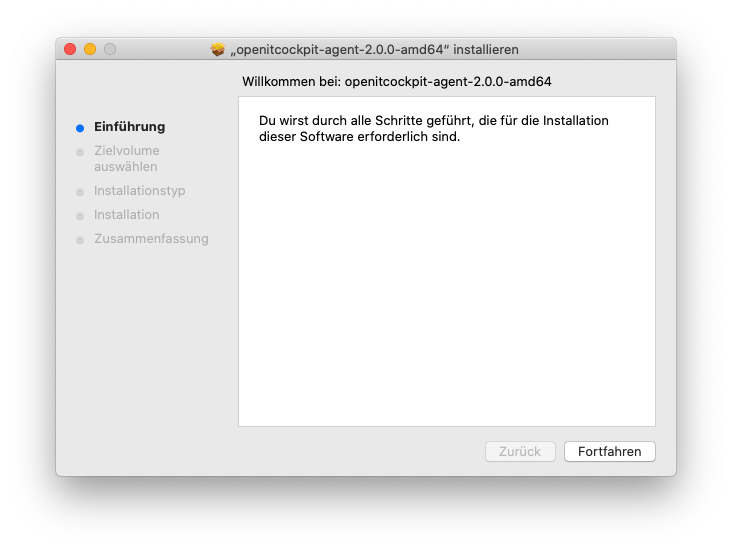 „openitcockpit-agent-2.0.0-amd64“ installieren
Willkommen bei: openitcockpit-agent-2.0.0-amd64
Einführung
Zielvolume
auswählen
Installationstyp
Installation
Zusammenfassung
Du wirst durch alle Schritte geführt, die für die Installation
dieser Software erforderlich sind.
Zurück
Fortfahren